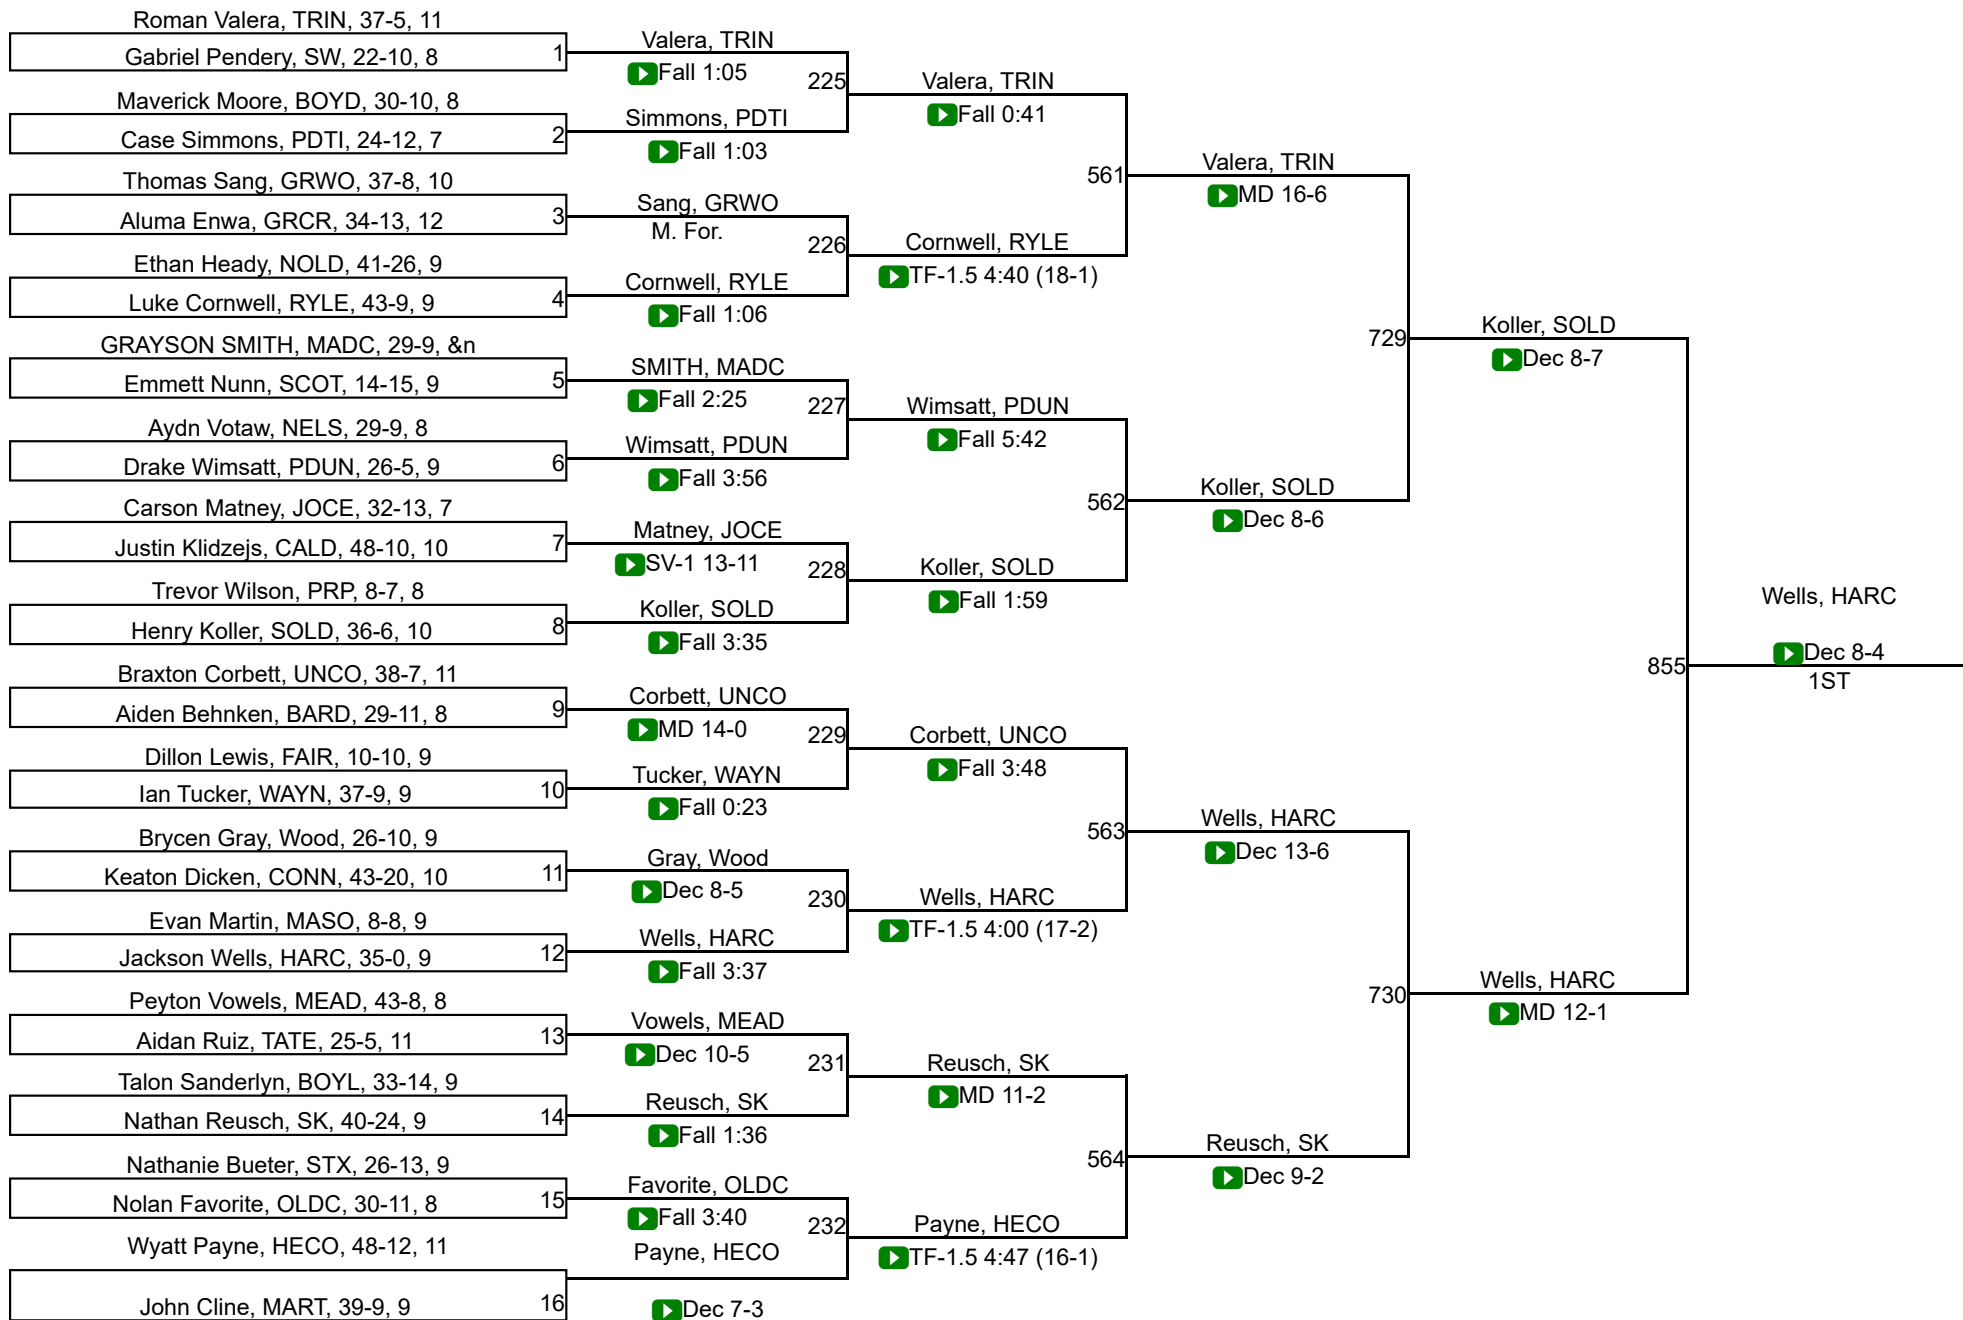 Roman Valera, TRIN, 37-5, 11
Gabriel Pendery, SW, 22-10, 8
1
Maverick Moore, BOYD, 30-10, 8
Case Simmons, PDTI, 24-12, 7
2
Thomas Sang, GRWO, 37-8, 10
Aluma Enwa, GRCR, 34-13, 12
3
Ethan Heady, NOLD, 41-26, 9
Luke Cornwell, RYLE, 43-9, 9
4
GRAYSON SMITH, MADC, 29-9, &n
Emmett Nunn, SCOT, 14-15, 9
5
Aydn Votaw, NELS, 29-9, 8
Drake Wimsatt, PDUN, 26-5, 9
6
Carson Matney, JOCE, 32-13, 7
Justin Klidzejs, CALD, 48-10, 10
7
Trevor Wilson, PRP, 8-7, 8
Henry Koller, SOLD, 36-6, 10
8
Braxton Corbett, UNCO, 38-7, 11
Aiden Behnken, BARD, 29-11, 8
9
Dillon Lewis, FAIR, 10-10, 9
Ian Tucker, WAYN, 37-9, 9
10
Brycen Gray, Wood, 26-10, 9
Keaton Dicken, CONN, 43-20, 10
11
Evan Martin, MASO, 8-8, 9
Jackson Wells, HARC, 35-0, 9
12
Peyton Vowels, MEAD, 43-8, 8
Aidan Ruiz, TATE, 25-5, 11
13
Talon Sanderlyn, BOYL, 33-14, 9
Nathan Reusch, SK, 40-24, 9
14
Nathanie Bueter, STX, 26-13, 9
Nolan Favorite, OLDC, 30-11, 8
15
Wyatt Payne, HECO, 48-12, 11
John Cline, MART, 39-9, 9
16
Valera, TRIN
Fall 1:05
225
Simmons, PDTI
Fall 1:03
Sang, GRWO
M. For.
226
Cornwell, RYLE
Fall 1:06
SMITH, MADC
Fall 2:25
227
Wimsatt, PDUN
Fall 3:56
Matney, JOCE
SV-1 13-11
228
Koller, SOLD
Fall 3:35
Corbett, UNCO
MD 14-0
229
Tucker, WAYN
Fall 0:23
Gray, Wood
Dec 8-5
230
Wells, HARC
Fall 3:37
Vowels, MEAD
Dec 10-5
231
Reusch, SK
Fall 1:36
Favorite, OLDC
Fall 3:40
232
Payne, HECO
Dec 7-3
Valera, TRIN
Fall 0:41
561
Cornwell, RYLE
TF-1.5 4:40 (18-1)
Wimsatt, PDUN
Fall 5:42
562
Koller, SOLD
Fall 1:59
Corbett, UNCO
Fall 3:48
563
Wells, HARC
TF-1.5 4:00 (17-2)
Reusch, SK
MD 11-2
564
Payne, HECO
TF-1.5 4:47 (16-1)
Valera, TRIN
MD 16-6
729
Koller, SOLD
Dec 8-6
Wells, HARC
Dec 13-6
730
Reusch, SK
Dec 9-2
Koller, SOLD
Dec 8-7
855
Wells, HARC
MD 12-1
Wells, HARC
Dec 8-4
1ST